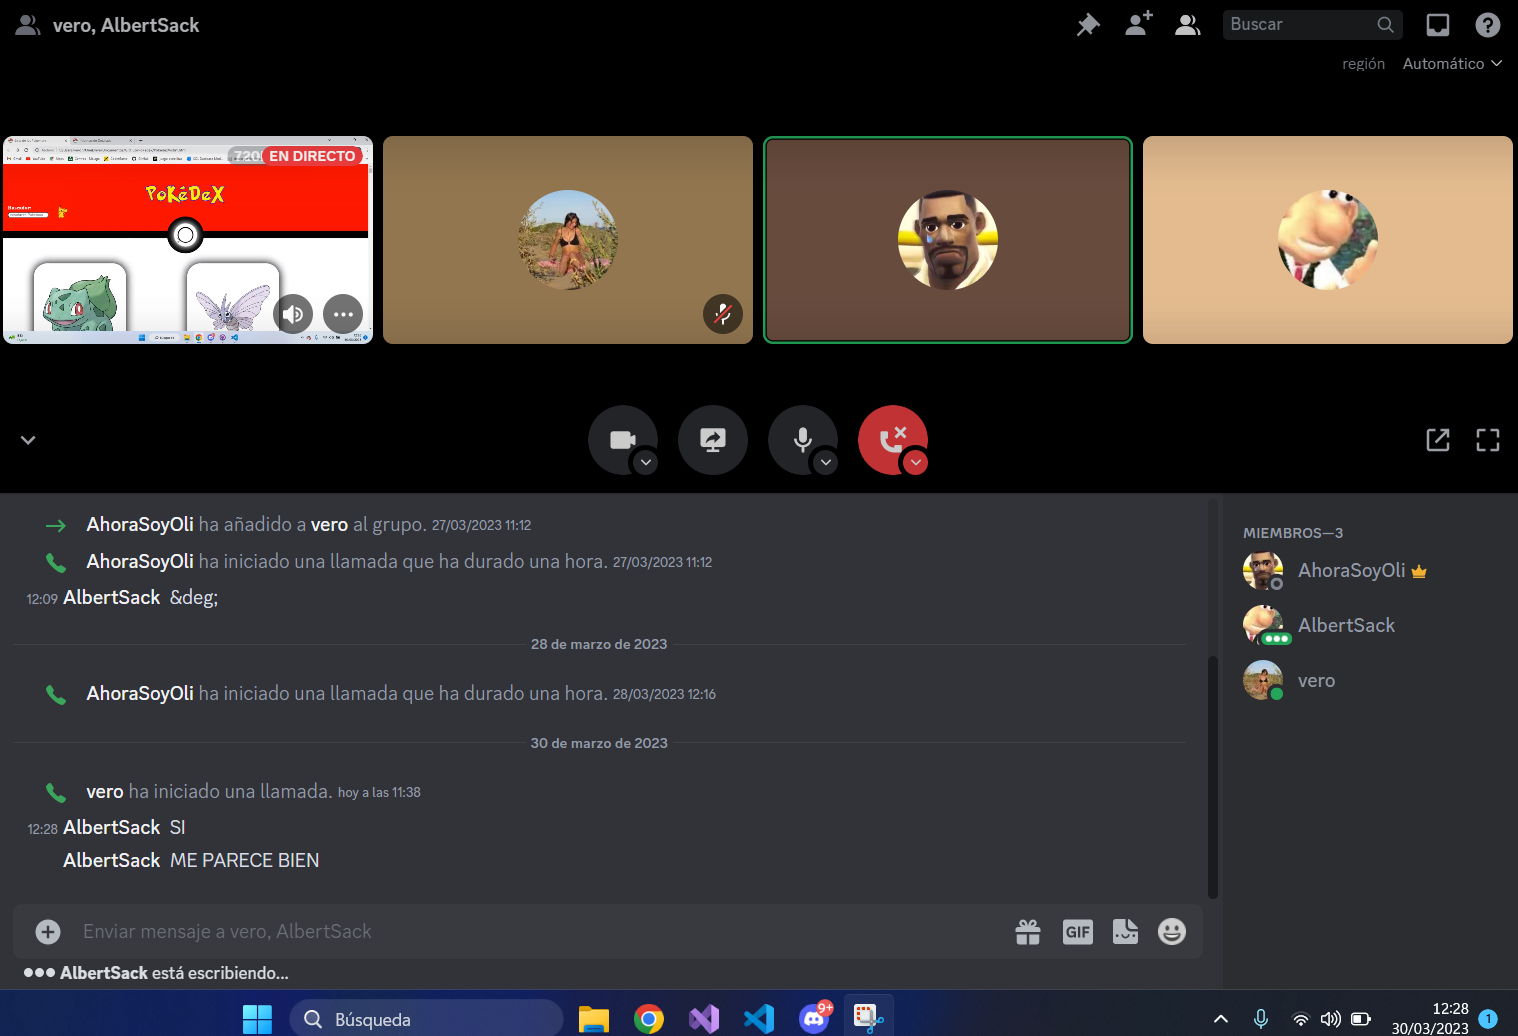 vero, AlbertSack
Buscar
región Automático
720 EN DIRECTO
PoKéDeX
AhoraSoyOli ha añadido a vero al grupo. 27/03/2023 11:12
AhoraSoyOli ha iniciado una llamada que ha durado una hora. 27/03/2023 11:12
12:09 AlbertSack &deg;
28 de marzo de 2023
AhoraSoyOli ha iniciado una llamada que ha durado una hora. 28/03/2023 12:16
30 de marzo de 2023
vero ha iniciado una llamada. hoy a las 11:38
12:28 AlbertSack SI
AlbertSack ME PARECE BIEN
Enviar mensaje a vero, AlbertSack
GIF
AlbertSack está escribiendo...
MIEMBROS—3
AhoraSoyOli
AlbertSack
vero
Búsqueda
9+
12:28
30/03/2023
1